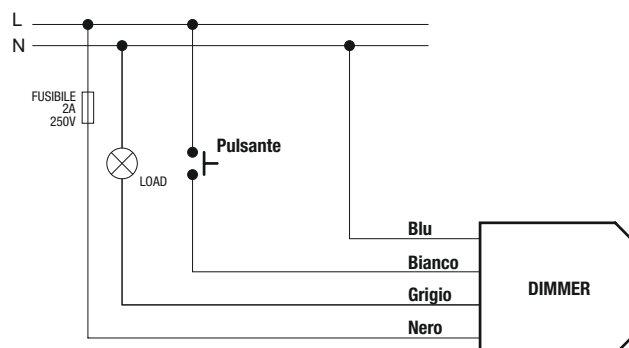 L
N
FUSIBILE
2A
250V
Pulsante
LOAD
Blu
Bianco
Grigio
Nero
DIMMER